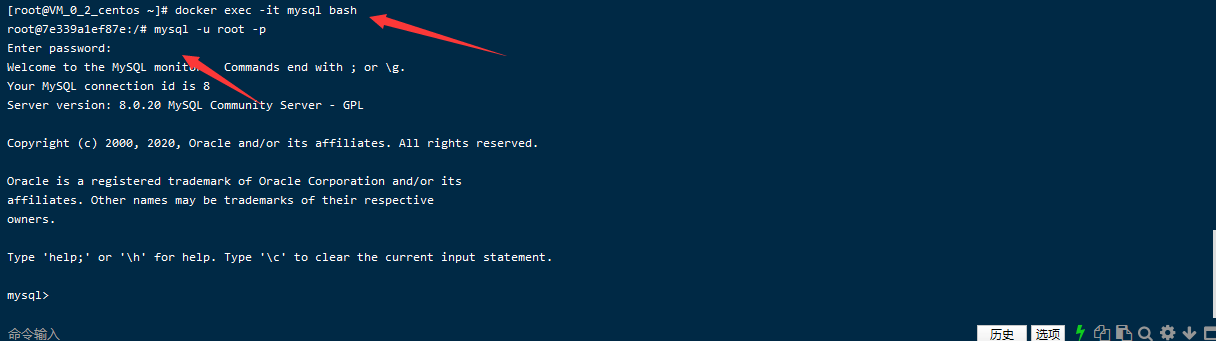 [root@VM_0_2_centos ~]# docker exec -it mysql bash
root@7e339a1ef87e:/# mysql -u root -p
Enter password:
Welcome to the MySQL monitor. Commands end with ; or \g.
Your MySQL connection id is 8
Server version: 8.0.20 MySQL Community Server - GPL
Copyright (c) 2000, 2020, Oracle and/or its affiliates. All rights reserved.
Oracle is a registered trademark of Oracle Corporation and/or its
affiliates. Other names may be trademarks of their respective
owners.
Type 'help;' or '\h' for help. Type '\c' to clear the current input statement.
mysql>
命令输入
历史 选项